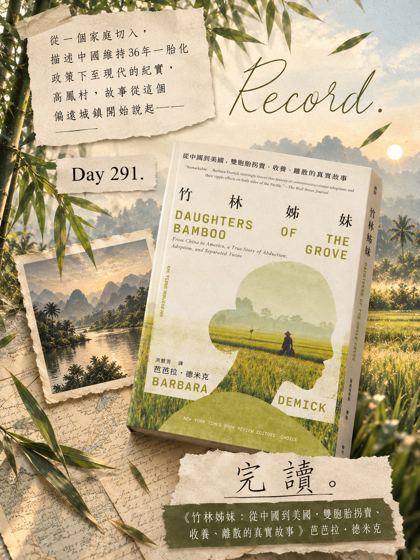 從一個家庭切入，
描述中國維持36年一胎化
政策下至現代的紀實，
高鳳村，故事從這個
偏遠城鎮開始說起——
Record.
Day 291.
從中國到美國，雙胞胎拐賣、收養、離散的真實故事
竹林姊妹
DAUGHTERS OF THE
BAMBOO GROVE
From China to America, a True Story of Abduction,
Adoption, and Separated Twins
芭芭拉・德米克
BARBARA
DEMICK
NEW YORK TIMES BOOK REVIEW EDITORS' CHOICE
竹林姊妹
完讀。
《竹林姊妹：從中國到美國，雙胞胎拐賣、
收養、離散的真實故事》芭芭拉・德米克